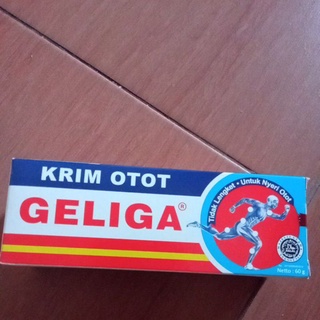 KRIM OTOT
GELIGA®
Tidak Lengket • Untuk Nyeri Otot
Netto : 60 g